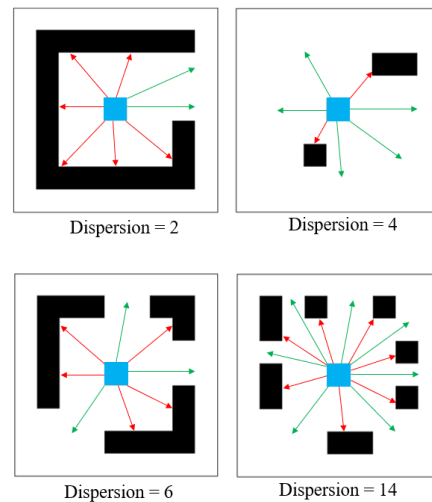 Dispersion = 2
Dispersion = 4
Dispersion = 6
Dispersion = 14